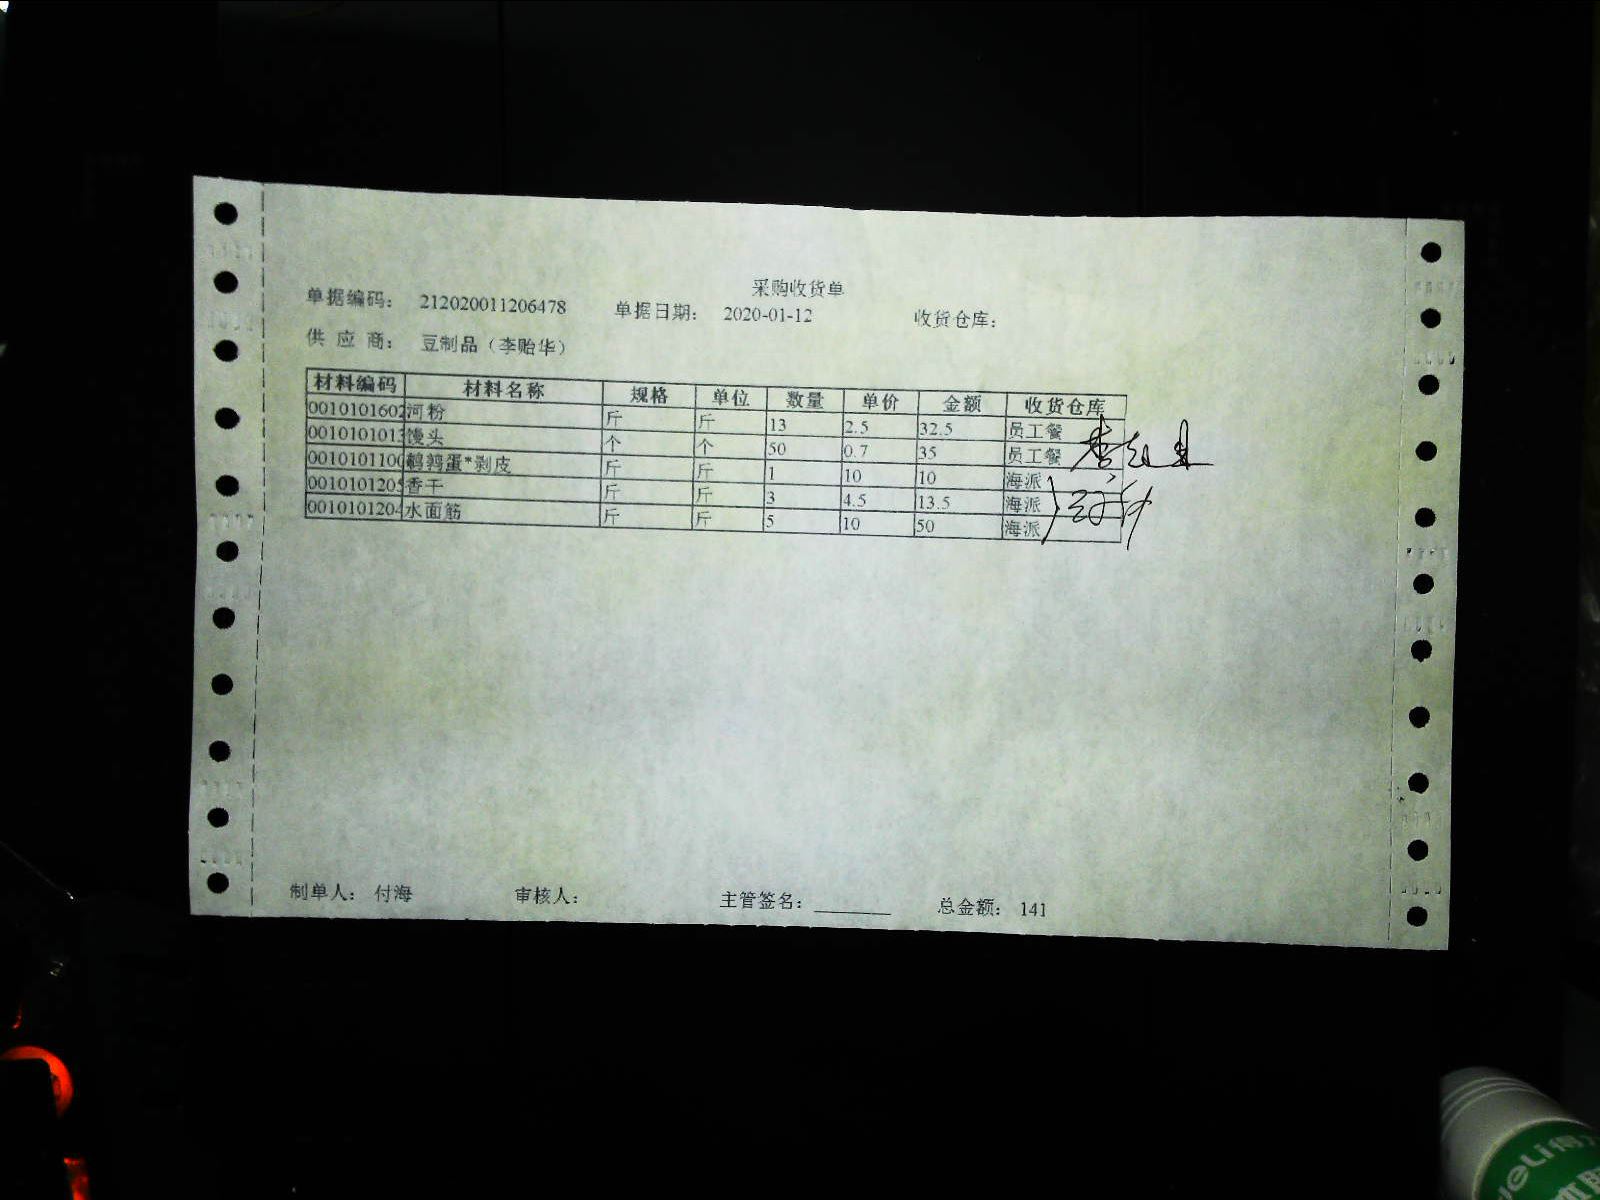 采购收货单
单据编码： 212020011206478 单据日期： 2020-01-12 收货仓库：
供 应 商： 豆制品（李贻华）
材料编码 材料名称 规格 单位 数量 单价 金额 收货仓库
0010101602 河粉 斤 斤 13 2.5 32.5 员工餐
0010101013 馒头 个 个 50 0.7 35 员工餐
0010101100 鹌鹑蛋*剥皮 斤 斤 1 10 10 海派
0010101205 香干 斤 斤 3 4.5 13.5 海派
0010101204 水面筋 斤 斤 5 10 50 海派
制单人： 付海 审核人： 主管签名： 总金额： 141